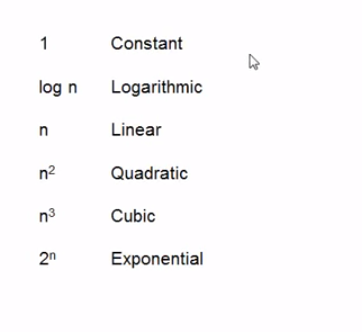 1 Constant
log n Logarithmic
n Linear
n² Quadratic
n³ Cubic
2ⁿ Exponential